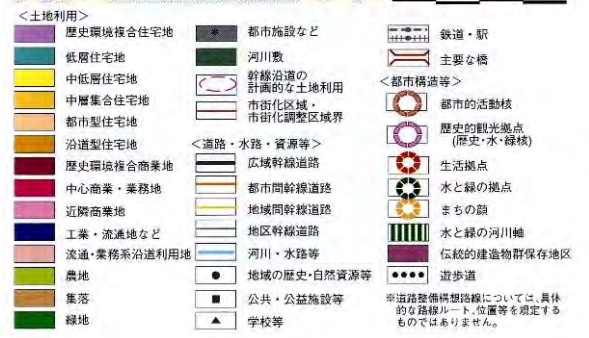 <土地利用>
歴史環境複合住宅地
低層住宅地
中低層住宅地
中層集合住宅地
都市型住宅地
沿道型住宅地
歴史環境複合商業地
中心商業・業務地
近隣商業地
工業・流通地など
流通・業務系沿道利用地
農地
集落
緑地
都市施設など
河川敷
幹線沿道の
計画的な土地利用
市街化区域・
市街化調整区域界
<道路・水路・資源等>
広域幹線道路
都市間幹線道路
地域間幹線道路
地区幹線道路
河川・水路等
地域の歴史・自然資源等
公共・公益施設等
学校等
鉄道・駅
主要な橋
<都市構造等>
都市的活動核
歴史的観光拠点
(歴史・水・緑核)
生活拠点
水と緑の拠点
まちの顔
水と緑の河川軸
伝統的建造物群保存地区
遊歩道
※道路整備構想路線については、具体
的な路線ルート、位置等を規定する
ものではありません。